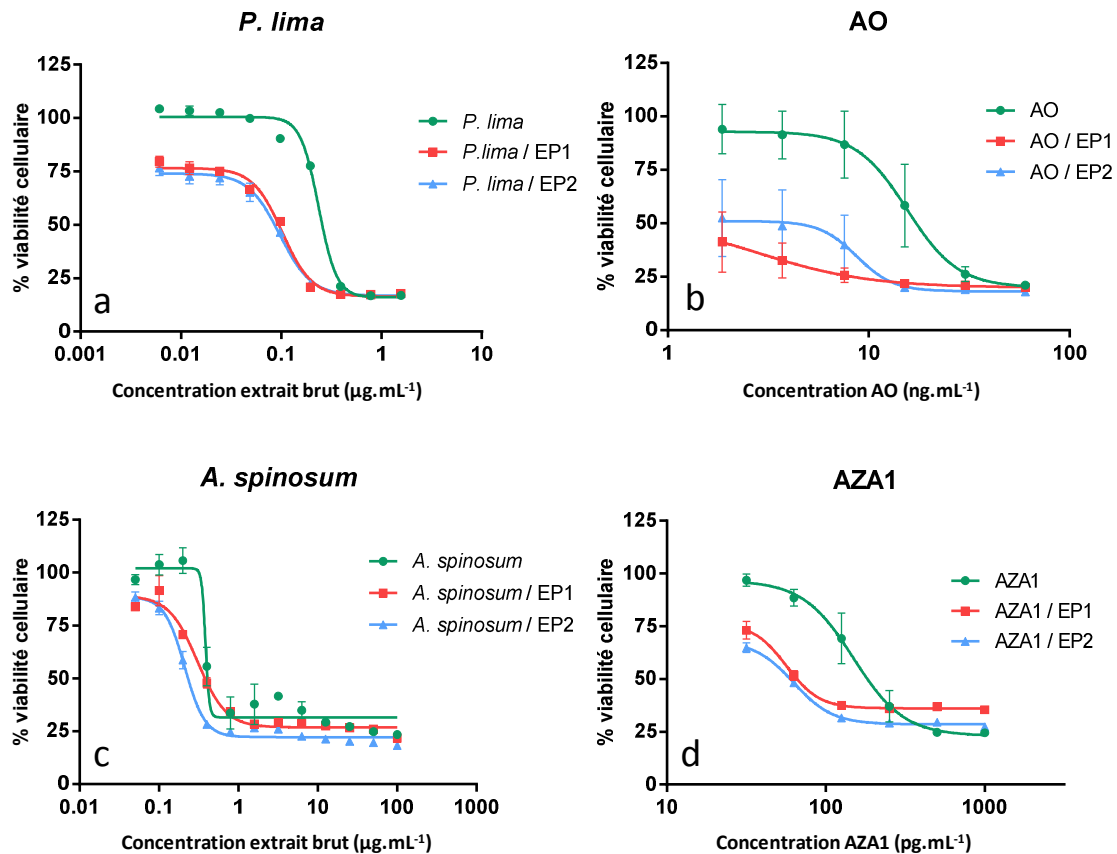 P. lima
125
100
75
50
25
0
% viabilité cellulaire
a
P. lima
P.lima / EP1
P. lima / EP2
0.001
0.01
0.1
1
10
Concentration extrait brut (µg.mL-1)
AO
125
100
75
50
25
0
% viabilité cellulaire
b
AO
AO / EP1
AO / EP2
1
10
100
Concentration AO (ng.mL-1)
A. spinosum
125
100
75
50
25
0
% viabilité cellulaire
c
A. spinosum
A. spinosum / EP1
A. spinosum / EP2
0.01
0.1
1
10
100
Concentration extrait brut (µg.mL-1)
AZA1
125
100
75
50
25
0
% viabilité cellulaire
d
AZA1
AZA1 / EP1
AZA1 / EP2
10
100
1000
Concentration AZA1 (pg.mL-1)